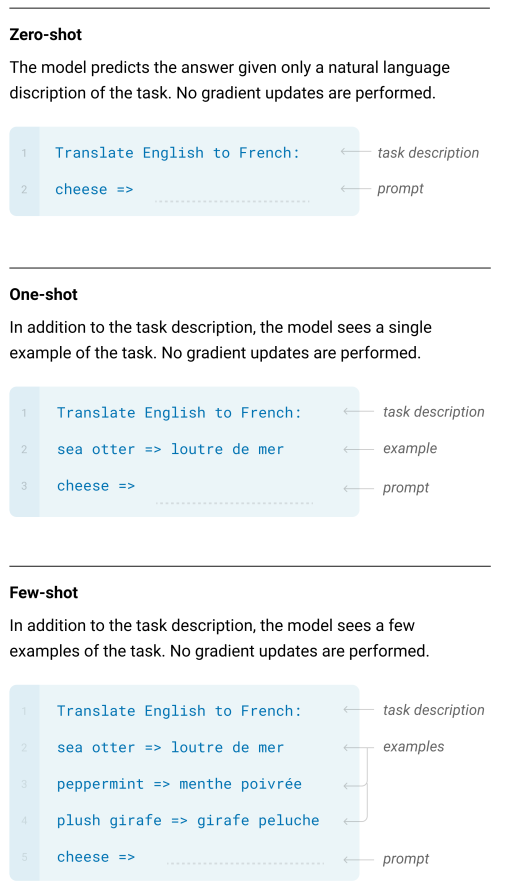 Zero-shot
The model predicts the answer given only a natural language
discription of the task. No gradient updates are performed.
1 Translate English to French: task description
2 cheese => prompt
One-shot
In addition to the task description, the model sees a single
example of the task. No gradient updates are performed.
1 Translate English to French: task description
2 sea otter => loutre de mer example
3 cheese => prompt
Few-shot
In addition to the task description, the model sees a few
examples of the task. No gradient updates are performed.
1 Translate English to French: task description
2 sea otter => loutre de mer examples
3 peppermint => menthe poivrée
4 plush girafe => girafe peluche
5 cheese => prompt